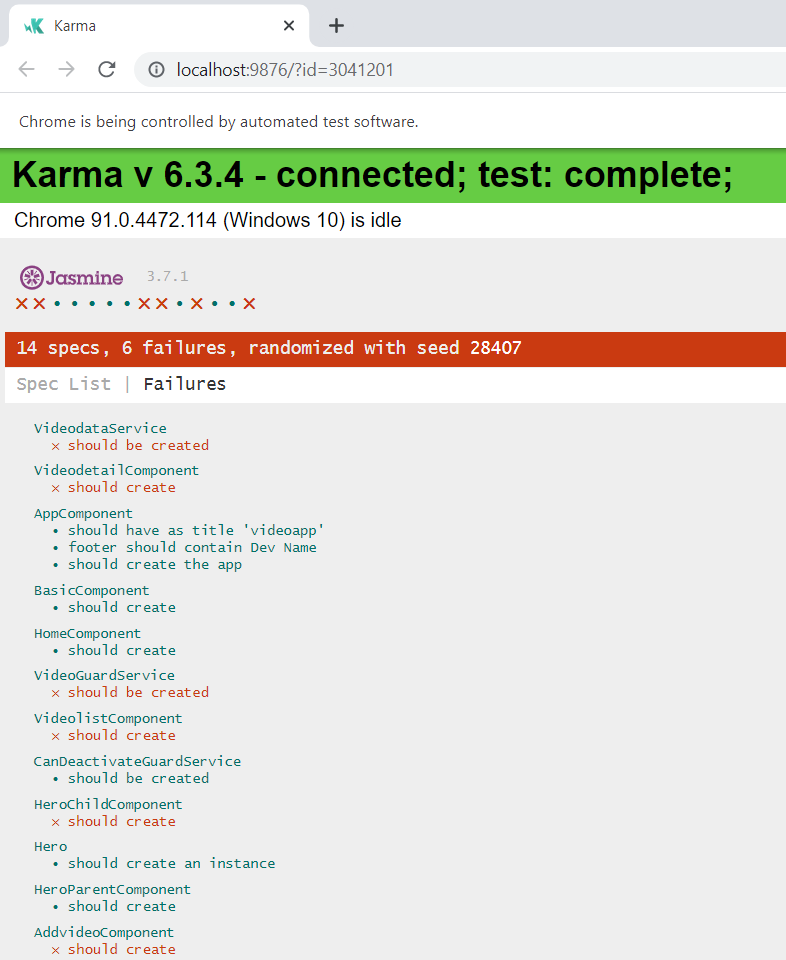 Karma
localhost:9876/?id=3041201
Chrome is being controlled by automated test software.
Karma v 6.3.4 - connected; test: complete;
Chrome 91.0.4472.114 (Windows 10) is idle
Jasmine 3.7.1
××•••••××•×••×
14 specs, 6 failures, randomized with seed 28407
Spec List | Failures
VideodataService
× should be created
VideodetailComponent
× should create
AppComponent
• should have as title 'videoapp'
• footer should contain Dev Name
• should create the app
BasicComponent
• should create
HomeComponent
• should create
VideoGuardService
× should be created
VideolistComponent
× should create
CanDeactivateGuardService
• should be created
HeroChildComponent
× should create
Hero
• should create an instance
HeroParentComponent
• should create
AddvideoComponent
× should create